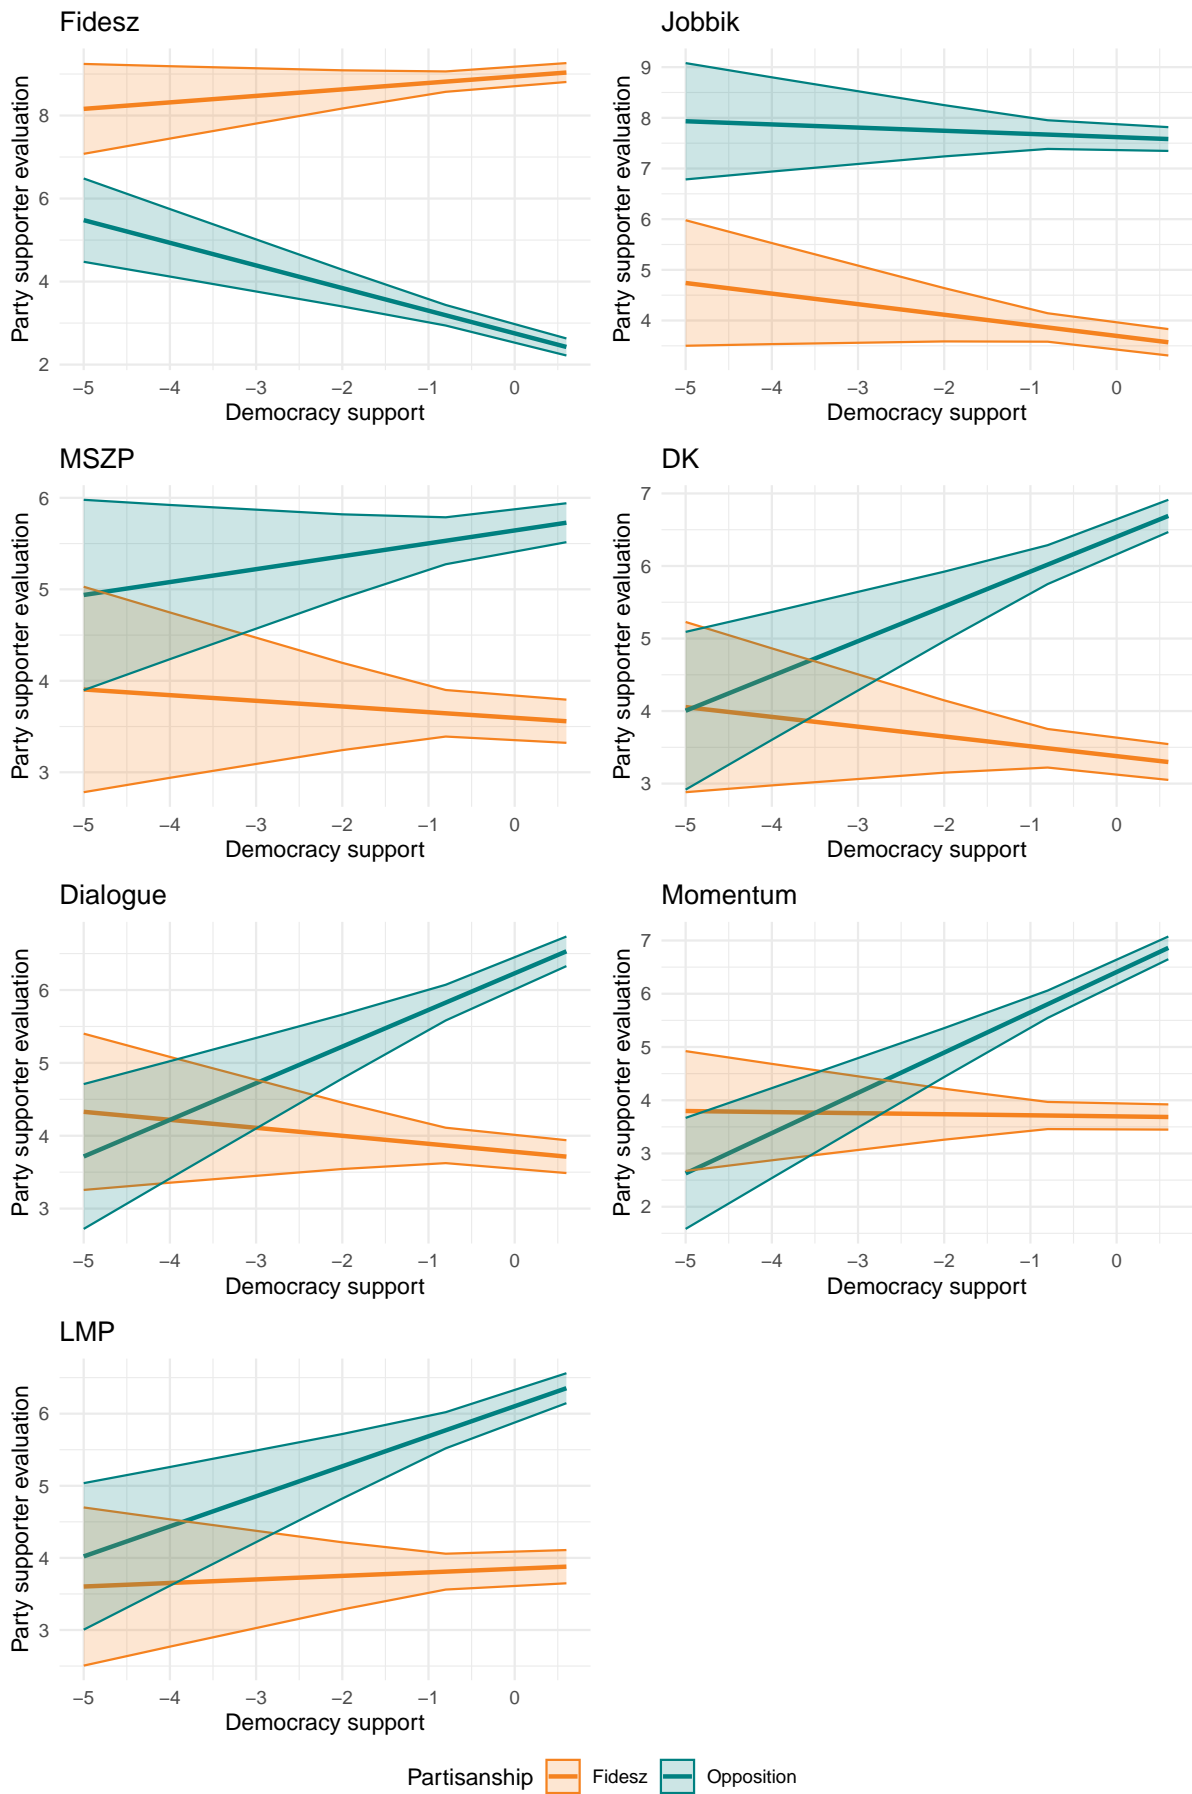 Fidesz
Party supporter evaluation
8
6
4
2
−5 −4 −3 −2 −1 0
Democracy support
Jobbik
Party supporter evaluation
9
8
7
6
5
4
−5 −4 −3 −2 −1 0
Democracy support
MSZP
Party supporter evaluation
6
5
4
3
−5 −4 −3 −2 −1 0
Democracy support
DK
Party supporter evaluation
7
6
5
4
3
−5 −4 −3 −2 −1 0
Democracy support
Dialogue
Party supporter evaluation
6
5
4
3
−5 −4 −3 −2 −1 0
Democracy support
Momentum
Party supporter evaluation
7
6
5
4
3
2
−5 −4 −3 −2 −1 0
Democracy support
LMP
Party supporter evaluation
6
5
4
3
−5 −4 −3 −2 −1 0
Democracy support
Partisanship Fidesz Opposition